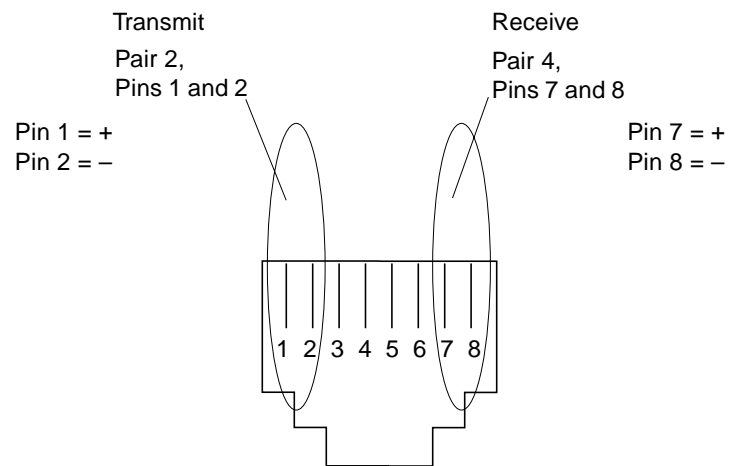 Transmit
Pair 2,
Pins 1 and 2
Receive
Pair 4,
Pins 7 and 8
Pin 1 = +
Pin 2 = –
Pin 7 = +
Pin 8 = –
1 2 3 4 5 6 7 8